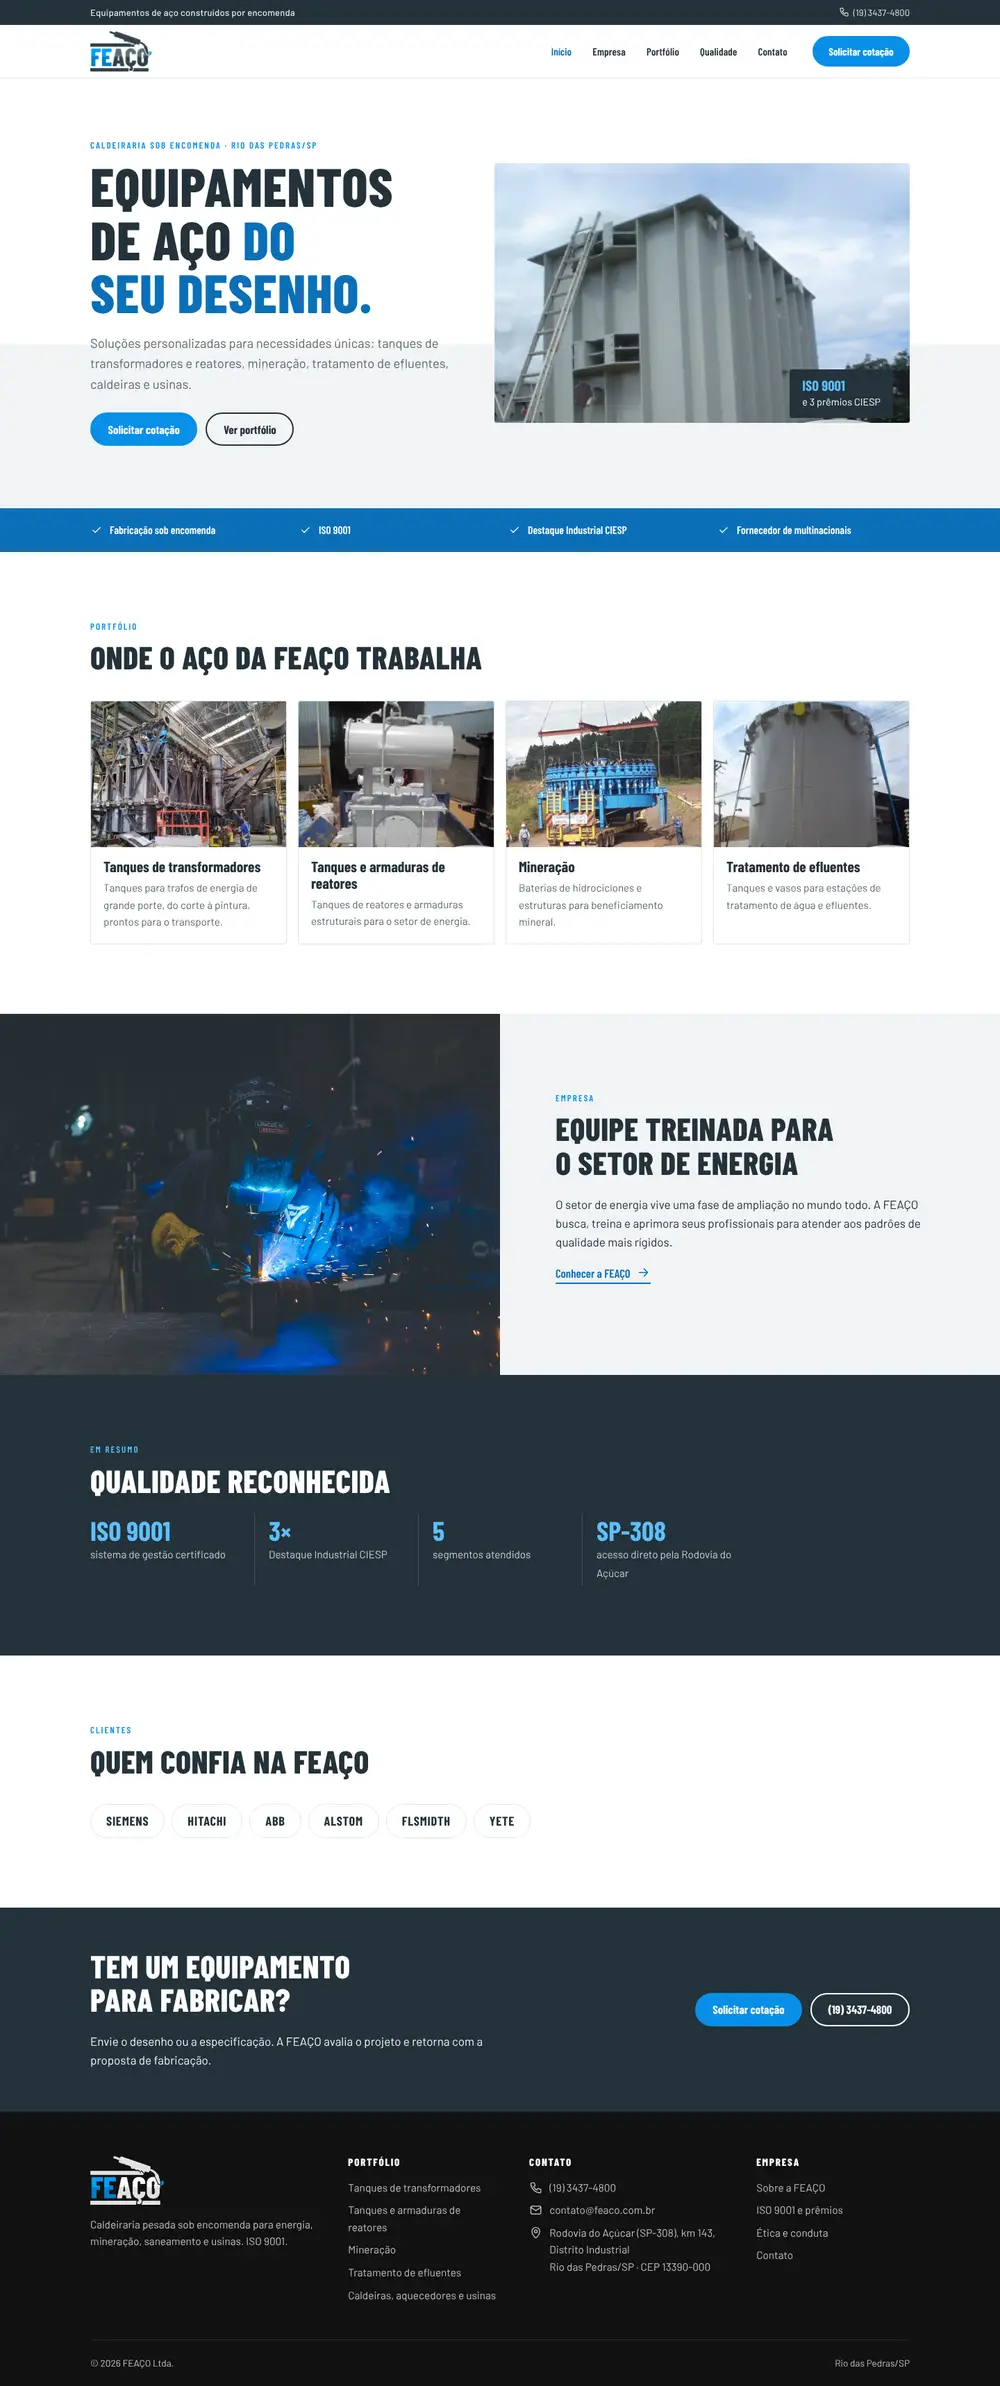 Equipamentos de aço construídos por encomenda
(19) 3437-4800
FEAÇO
Início
Empresa
Portfólio
Qualidade
Contato
Solicitar cotação
CALDEIRARIA SOB ENCOMENDA · RIO DAS PEDRAS/SP
EQUIPAMENTOS
DE AÇO DO
SEU DESENHO.
Soluções personalizadas para necessidades únicas: tanques de
transformadores e reatores, mineração, tratamento de efluentes,
caldeiras e usinas.
Solicitar cotação
Ver portfólio
ISO 9001
e 3 prêmios CIESP
Fabricação sob encomenda
ISO 9001
Destaque Industrial CIESP
Fornecedor de multinacionais
PORTFÓLIO
ONDE O AÇO DA FEAÇO TRABALHA
Tanques de transformadores
Tanques para trafos de energia de
grande porte, do corte à pintura,
prontos para o transporte.
Tanques e armaduras de
reatores
Tanques de reatores e armaduras
estruturais para o setor de energia.
Mineração
Baterias de hidrociclones e
estruturas para beneficiamento
mineral.
Tratamento de efluentes
Tanques e vasos para estações de
tratamento de água e efluentes.
EMPRESA
EQUIPE TREINADA PARA
O SETOR DE ENERGIA
O setor de energia vive uma fase de ampliação no mundo todo. A FEAÇO
busca, treina e aprimora seus profissionais para atender aos padrões de
qualidade mais rígidos.
Conhecer a FEAÇO
EM RESUMO
QUALIDADE RECONHECIDA
ISO 9001
sistema de gestão certificado
3×
Destaque Industrial CIESP
5
segmentos atendidos
SP-308
acesso direto pela Rodovia do
Açúcar
CLIENTES
QUEM CONFIA NA FEAÇO
SIEMENS
HITACHI
ABB
ALSTOM
FLSMIDTH
YETE
TEM UM EQUIPAMENTO
PARA FABRICAR?
Envie o desenho ou a especificação. A FEAÇO avalia o projeto e retorna com a
proposta de fabricação.
Solicitar cotação
(19) 3437-4800
FEAÇO
Caldeiraria pesada sob encomenda para energia,
mineração, saneamento e usinas. ISO 9001.
PORTFÓLIO
Tanques de transformadores
Tanques e armaduras de
reatores
Mineração
Tratamento de efluentes
Caldeiras, aquecedores e usinas
CONTATO
(19) 3437-4800
contato@feaco.com.br
Rodovia do Açúcar (SP-308), km 143,
Distrito Industrial
Rio das Pedras/SP · CEP 13390-000
EMPRESA
Sobre a FEAÇO
ISO 9001 e prêmios
Ética e conduta
Contato
© 2026 FEAÇO Ltda.
Rio das Pedras/SP